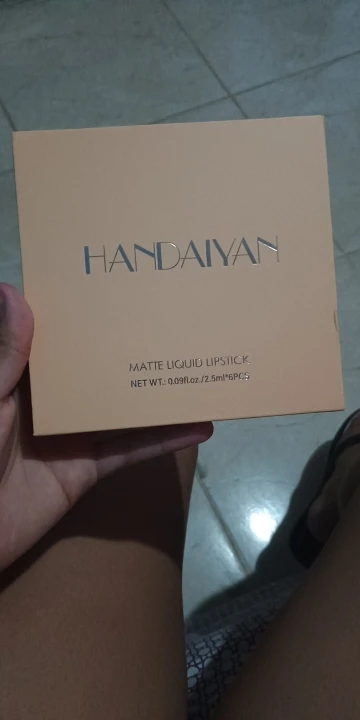 HANDAIYAN
MATTE LIQUID LIPSTICK
NET WT.: 0.09fl.oz./2.5ml*6PCS